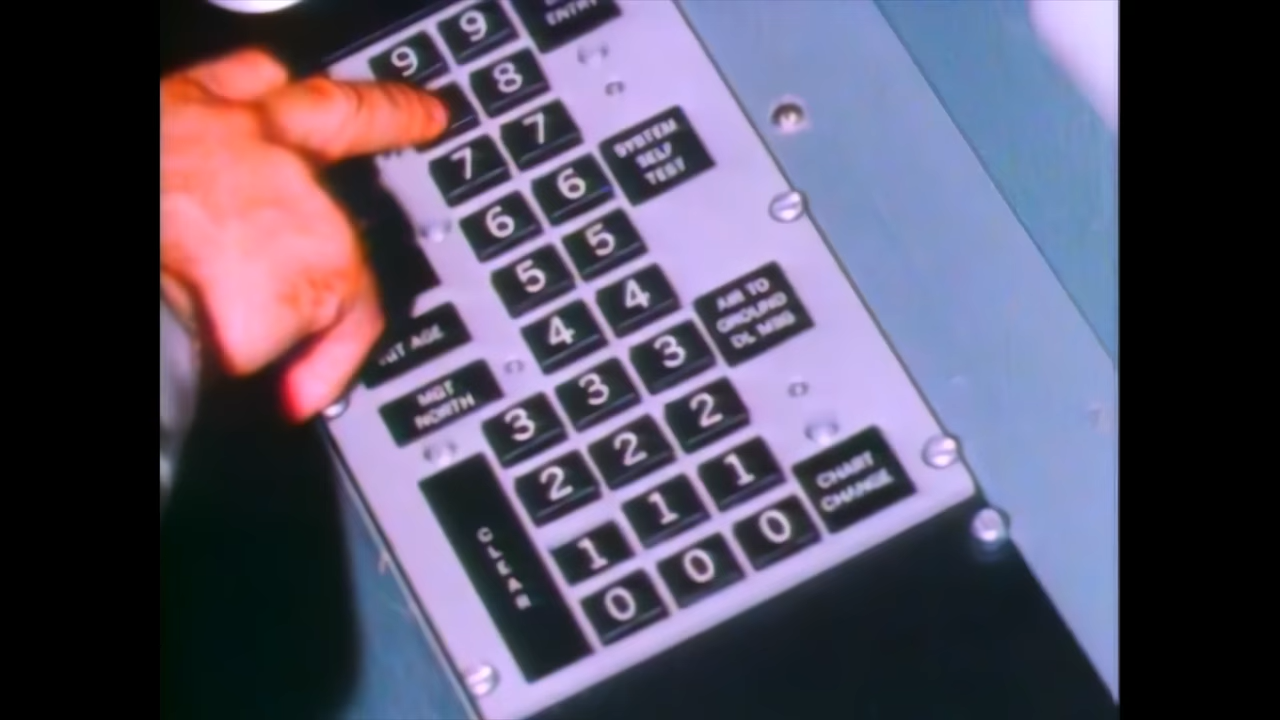 ENTRY
9 9
8
7 7
SYSTEM
SELF
TEST
6 6
5 5
AIR TO
GROUND
DL MSG
4 4
AGE
MGT
NORTH
3 3 3
2 2 2
1 1 1
CHART
CHANGE
CLEAR
0 0 0